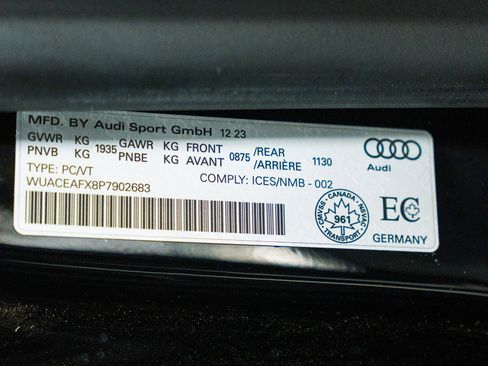 MFD. BY Audi Sport GmbH 12 23
GVWR KG 1935 GAWR KG FRONT 0875 /REAR 1130
PNVB KG PNBE KG AVANT /ARRIÈRE
TYPE: PC/VT
WUACEAFX8P7902683
COMPLY: ICES/NMB - 002
Audi
CMVSS - CANADA - NSVAC
961
TRANSPORT
EC
GERMANY